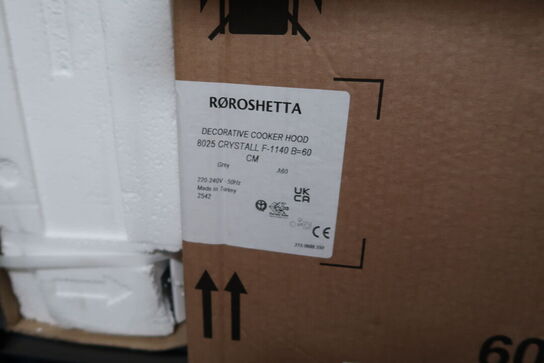 RØROSHETTA
DECORATIVE COOKER HOOD
8025 CRYSTALL F-1140 B=60
CM
Grey A60
220-240V - 50Hz
Made in Turkey
2542
UK
CA
CE
60